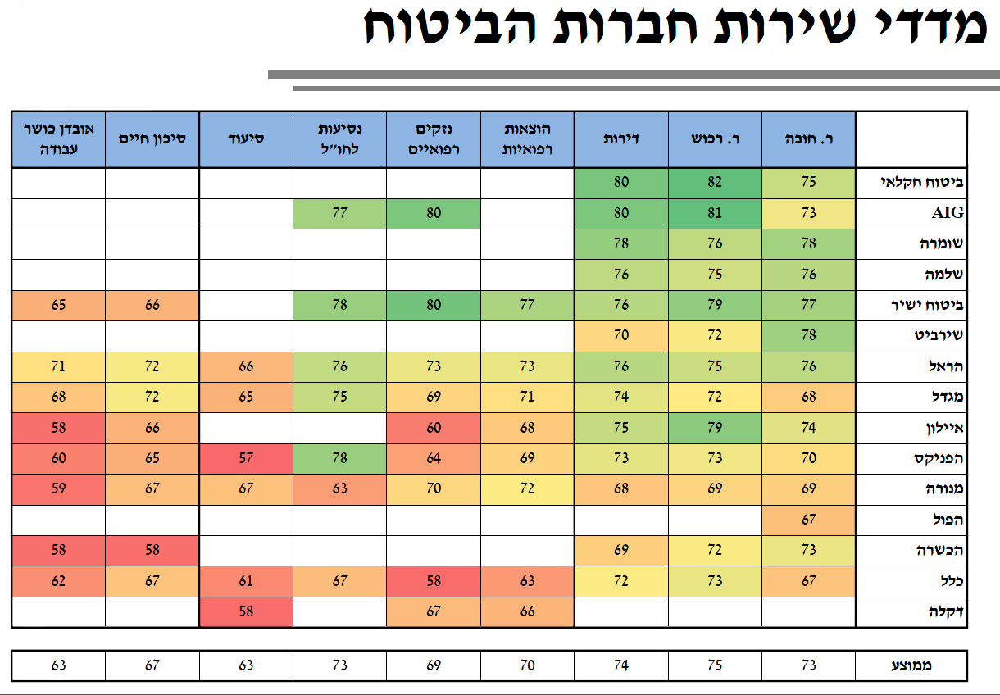 מדדי שירות חברות הביטוח
ר. חובה ר. רכוש דירות הוצאות רפואיות נזקים רפואיים נסיעות לחו"ל סיעוד סיכון חיים אובדן כושר עבודה
ביטוח חקלאי 75 82 80
AIG 73 81 80 80 77
שומרה 78 76 78
שלמה 76 75 76
ביטוח ישיר 77 79 76 77 80 78 66 65
שירביט 78 72 70
הראל 76 75 76 73 73 76 66 72 71
מגדל 68 72 74 71 69 75 65 72 68
איילון 74 79 75 68 60 66 58
הפניקס 70 73 73 69 64 78 57 65 60
מנורה 69 69 68 72 70 63 67 67 59
הפול 67
הכשרה 73 72 69 58 58
כלל 67 73 72 63 58 67 61 67 62
דקלה 66 67 58
ממוצע 73 75 74 70 69 73 63 67 63